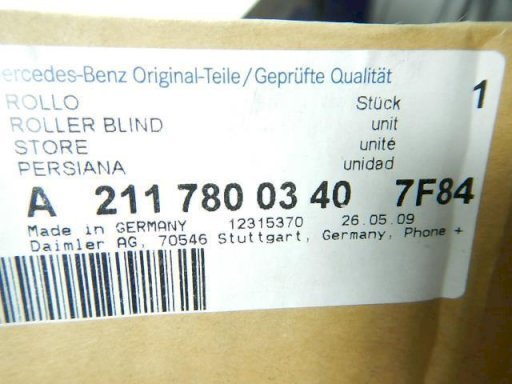 ercedes-Benz Original-Teile/Geprüfte Qualität
ROLLO Stück 1
ROLLER BLIND unit
STORE unité
PERSIANA unidad
A 211 780 03 40 7F84
Made in GERMANY 12315370 26.05.09
Daimler AG, 70546 Stuttgart, Germany, Phone +